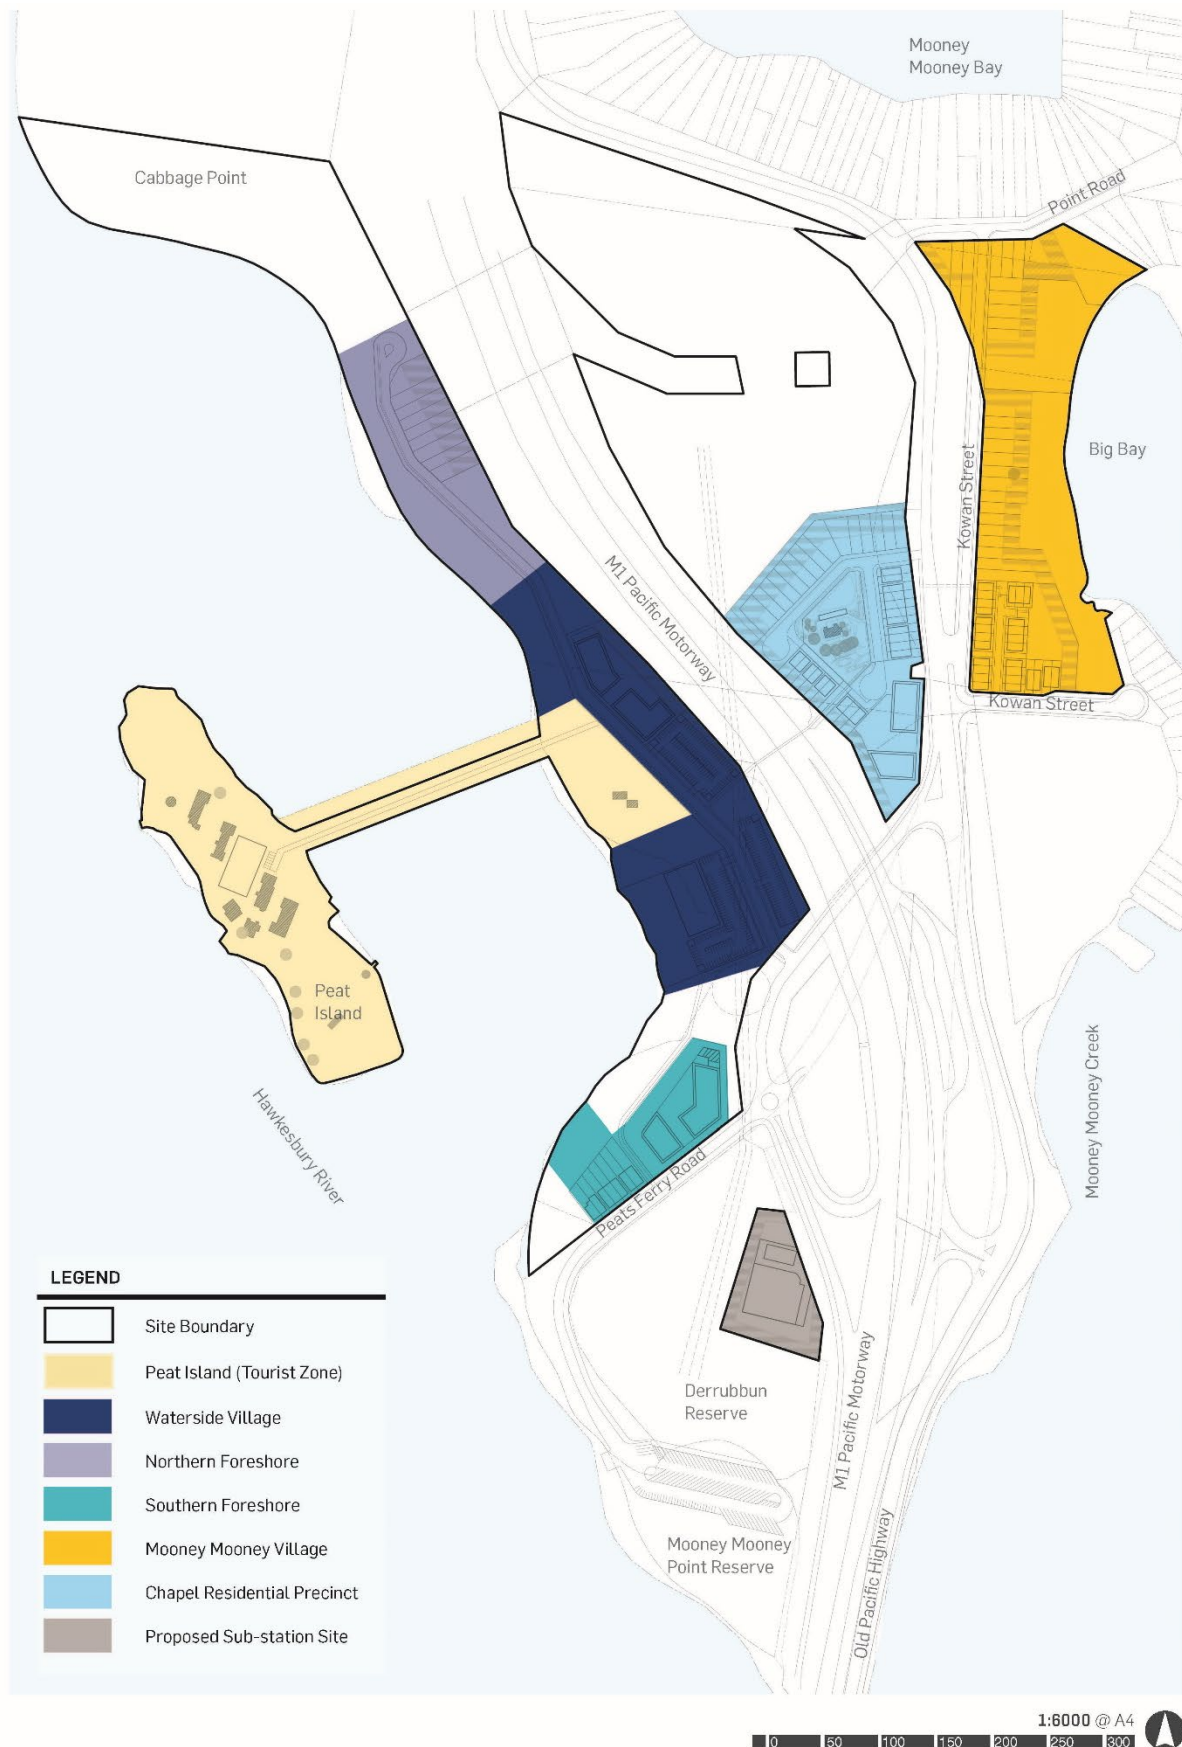 Mooney
Mooney Bay
Cabbage Point
Point Road
Big Bay
Kowan Street
M1 Pacific Motorway
Kowan Street
Peat
Island
Hawkesbury River
Mooney Mooney Creek
Peats Ferry Road
LEGEND
Site Boundary
Peat Island (Tourist Zone)
Waterside Village
Northern Foreshore
Southern Foreshore
Mooney Mooney Village
Chapel Residential Precinct
Proposed Sub-station Site
Derrubbun
Reserve
M1 Pacific Motorway
Mooney Mooney
Point Reserve
Old Pacific Highway
1:6000 @ A4
0 50 100 150 200 250 300